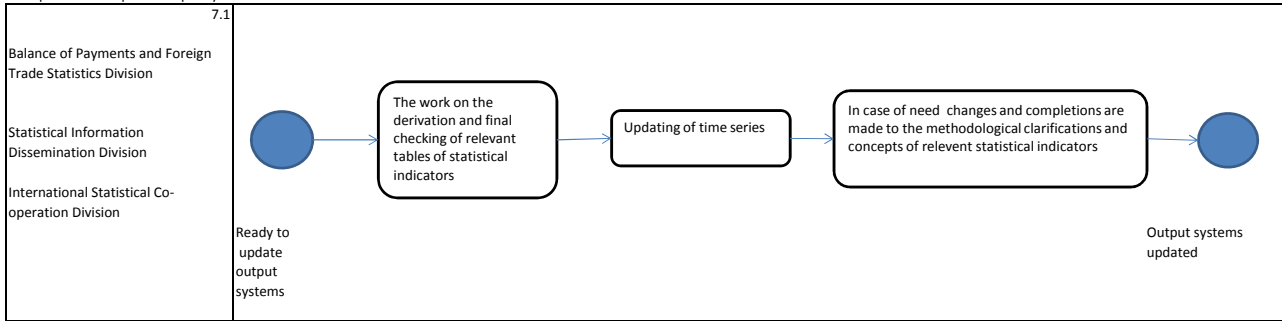 7.1
Balance of Payments and Foreign
Trade Statistics Division
Statistical Information
Dissemination Division
International Statistical Co-
operation Division
Ready to
update
output
systems
The work on the
derivation and final
checking of relevant
tables of statistical
indicators
Updating of time series
In case of need changes and completions are
made to the methodological clarifications and
concepts of relevent statistical indicators
Output systems
updated